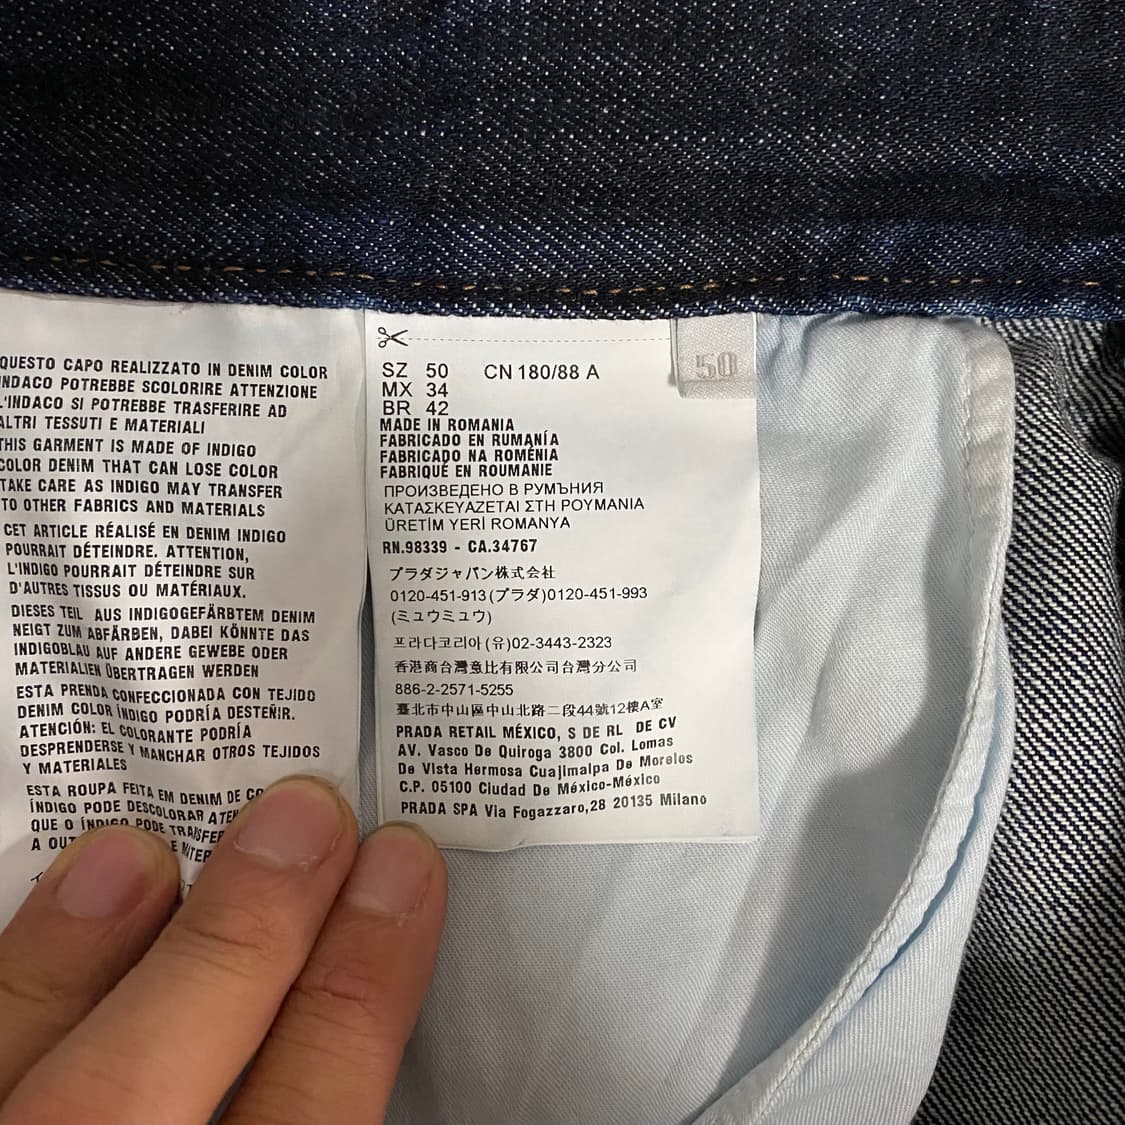 QUESTO CAPO REALIZZATO IN DENIM COLOR
INDACO POTREBBE SCOLORIRE ATTENZIONE
L'INDACO SI POTREBBE TRASFERIRE AD
ALTRI TESSUTI E MATERIALI
THIS GARMENT IS MADE OF INDIGO
COLOR DENIM THAT CAN LOSE COLOR
TAKE CARE AS INDIGO MAY TRANSFER
TO OTHER FABRICS AND MATERIALS
CET ARTICLE RÉALISÉ EN DENIM INDIGO
POURRAIT DÉTEINDRE. ATTENTION,
L'INDIGO POURRAIT DÉTEINDRE SUR
D'AUTRES TISSUS OU MATÉRIAUX.
DIESES TEIL AUS INDIGOGEFÄRBTEM DENIM
NEIGT ZUM ABFÄRBEN, DABEI KÖNNTE DAS
INDIGOBLAU AUF ANDERE GEWEBE ODER
MATERIALIEN ÜBERTRAGEN WERDEN
ESTA PRENDA CONFECCIONADA CON TEJIDO
DENIM COLOR ÍNDIGO PODRÍA DESTEÑIR.
ATENCIÓN: EL COLORANTE PODRÍA
DESPRENDERSE Y MANCHAR OTROS TEJIDOS
Y MATERIALES
ESTA ROUPA FEITA EM DENIM DE
ÍNDIGO PODE DESCOLORAR
QUE O ÍNDIGO PODE
A
SZ 50 CN 180/88 A
MX 34
BR 42
MADE IN ROMANIA
FABRICADO EN RUMANÍA
FABRICADO NA ROMÉNIA
FABRIQUÉ EN ROUMANIE
ПРОИЗВЕДЕНО В РУМЪНИЯ
ΚΑΤΑΣΚΕΥΑΖΕΤΑΙ ΣΤΗ ΡΟΥΜΑΝΙΑ
ÜRETİM YERİ ROMANYA
RN.98339 - CA.34767
プラダジャパン株式会社
0120-451-913(プラダ)0120-451-993
(ミュウミュウ)
프라다코리아(유)02-3443-2323
香港商台灣意比有限公司台灣分公司
886-2-2571-5255
臺北市中山區中山北路二段44號12樓A室
PRADA RETAIL MÉXICO, S DE RL DE CV
AV. Vasco De Quiroga 3800 Col. Lomas
De Vista Hermosa Cuajimalpa De Morelos
C.P. 05100 Ciudad De México-México
PRADA SPA Via Fogazzaro,28 20135 Milano
50